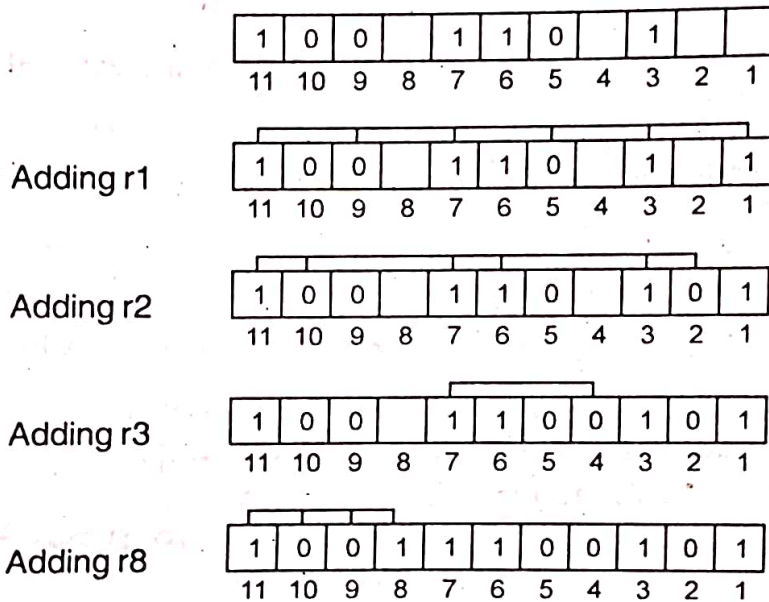 1 0 0 1 1 0 1
11 10 9 8 7 6 5 4 3 2 1
Adding r1 1 0 0 1 1 0 1 1
11 10 9 8 7 6 5 4 3 2 1
Adding r2 1 0 0 1 1 0 1 0 1
11 10 9 8 7 6 5 4 3 2 1
Adding r3 1 0 0 1 1 0 0 1 0 1
11 10 9 8 7 6 5 4 3 2 1
Adding r8 1 0 0 1 1 1 0 0 1 0 1
11 10 9 8 7 6 5 4 3 2 1